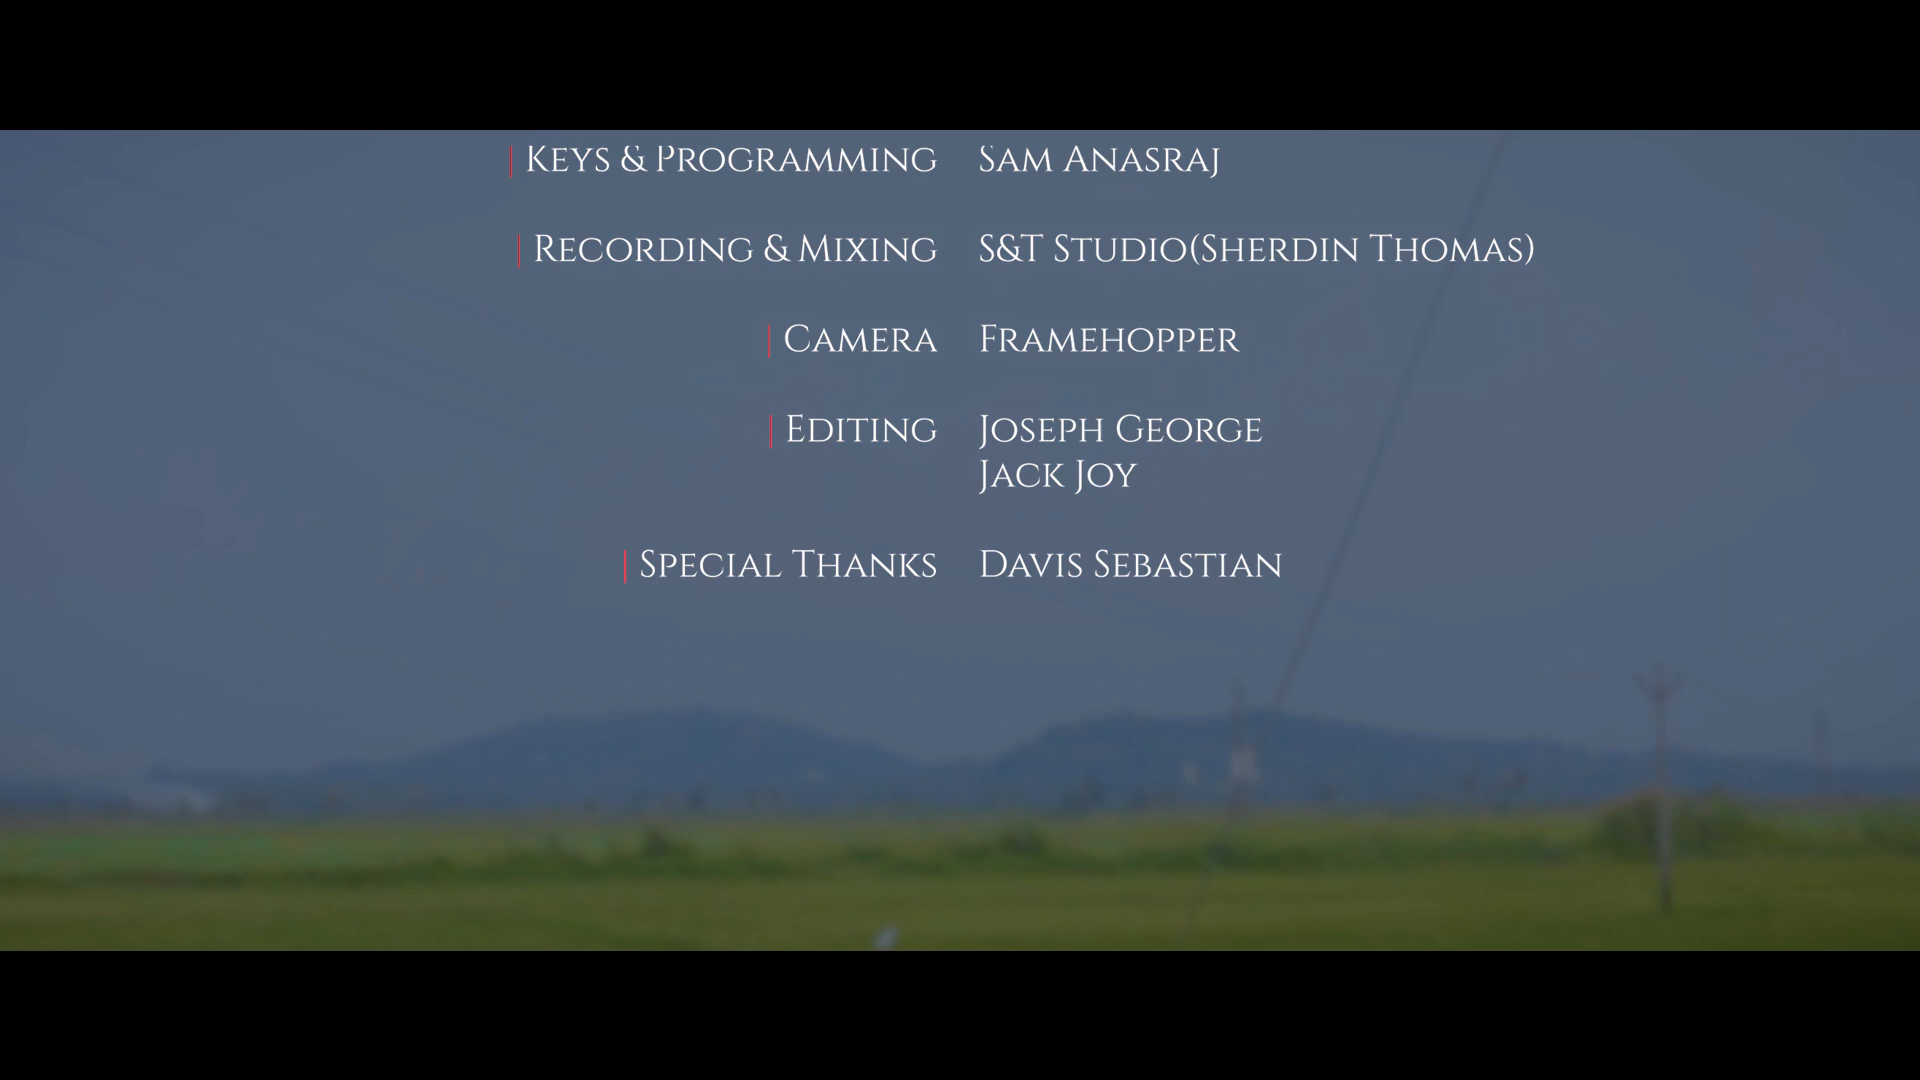 Keys & Programming Sam Anasraj
Recording & Mixing S&T Studio(Sherdin Thomas)
Camera Framehopper
Editing Joseph George
Jack Joy
Special Thanks Davis Sebastian